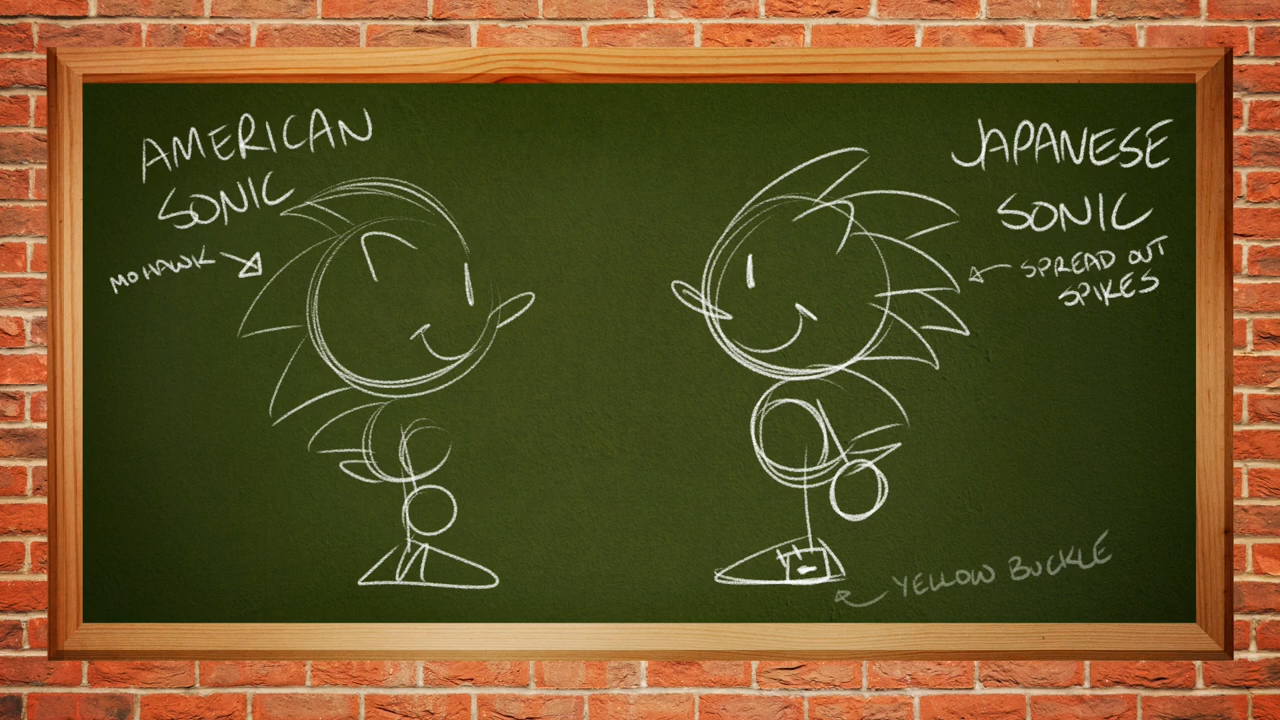 AMERICAN
SONIC
MOHAWK
JAPANESE
SONIC
SPREAD OUT
SPIKES
YELLOW BUCKLE